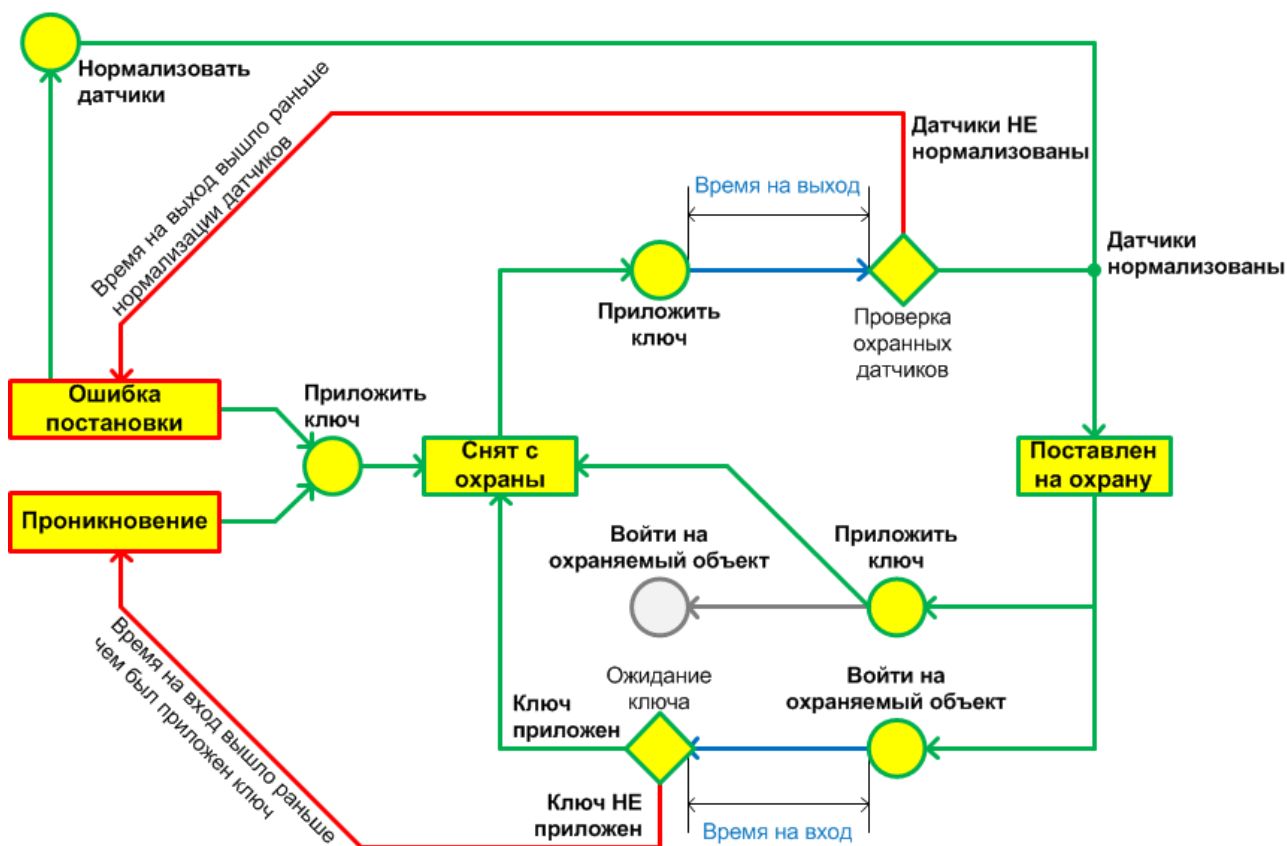 Нормализовать
датчики
Время на выход вышло раньше
нормализации датчиков
Датчики НЕ
нормализованы
Время на выход
Датчики
нормализованы
Приложить
ключ
Проверка
охранных
датчиков
Ошибка
постановки
Приложить
ключ
Снят с
охраны
Поставлен
на охрану
Проникновение
Войти на
охраняемый объект
Приложить
ключ
Время на вход вышло раньше
чем был приложен ключ
Ожидание
ключа
Войти на
охраняемый объект
Ключ
приложен
Ключ НЕ
приложен
Время на вход